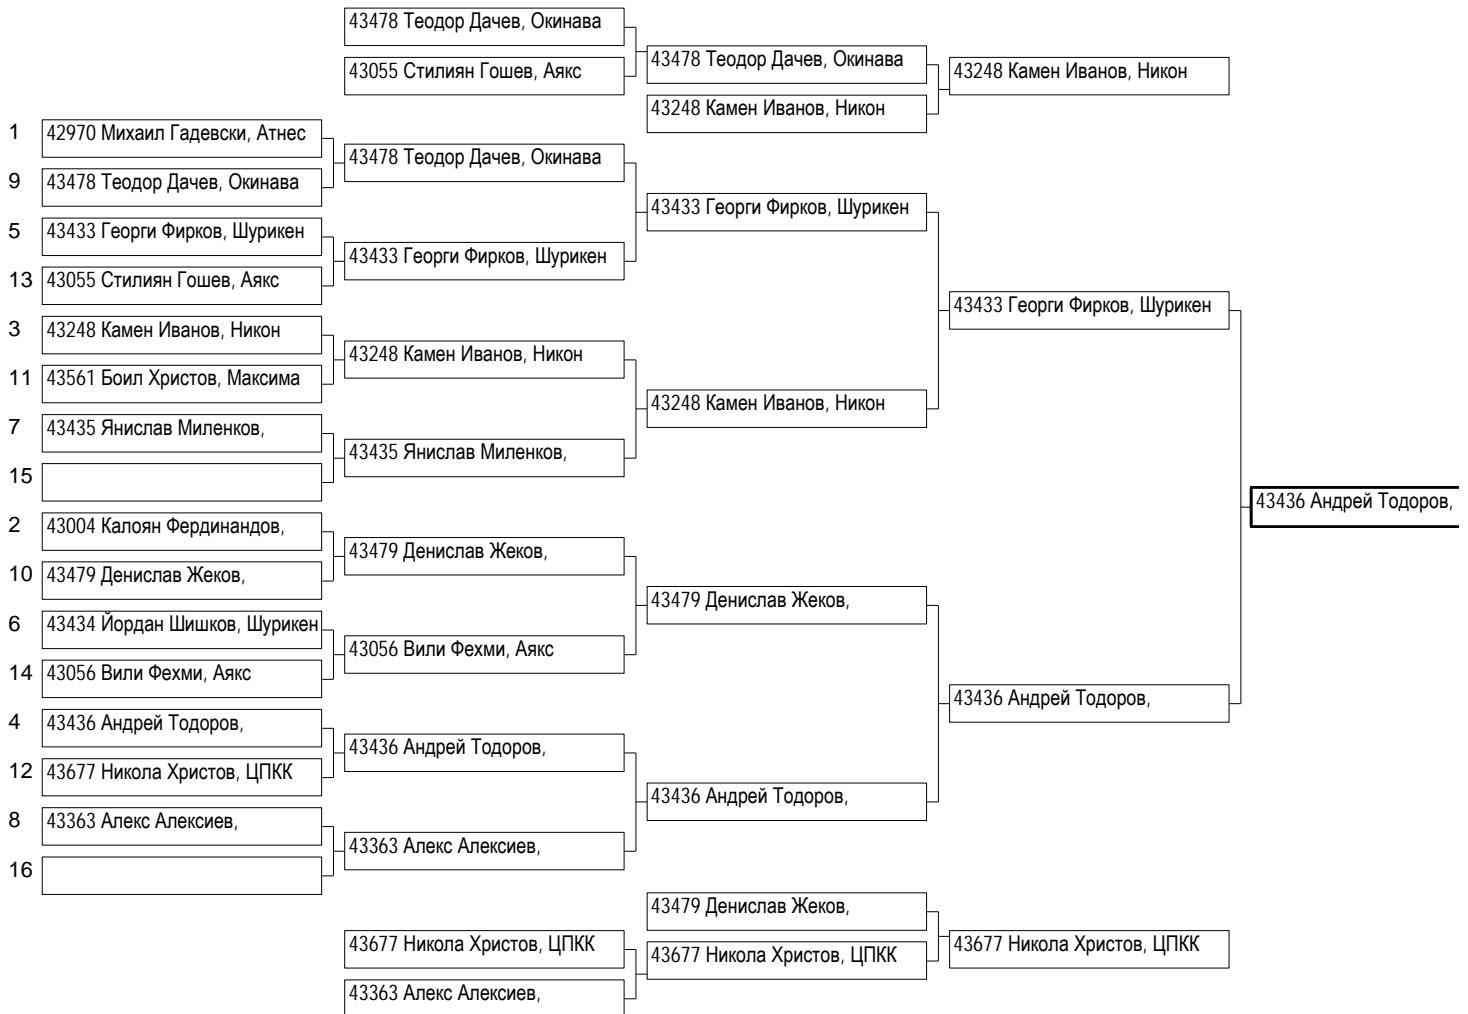 43478 Теодор Дачев, Окинава
43055 Стилиян Гошев, Аякс
43478 Теодор Дачев, Окинава
43248 Камен Иванов, Никон
43248 Камен Иванов, Никон
1 42970 Михаил Гадевски, Атнес
9 43478 Теодор Дачев, Окинава
5 43433 Георги Фирков, Шурикен
13 43055 Стилиян Гошев, Аякс
3 43248 Камен Иванов, Никон
11 43561 Боил Христов, Максима
7 43435 Янислав Миленков,
15
2 43004 Калоян Фердинандов,
10 43479 Денислав Жеков,
6 43434 Йордан Шишков, Шурикен
14 43056 Вили Фехми, Аякс
4 43436 Андрей Тодоров,
12 43677 Никола Христов, ЦПКК
8 43363 Алекс Алексиев,
16
43478 Теодор Дачев, Окинава
43433 Георги Фирков, Шурикен
43248 Камен Иванов, Никон
43435 Янислав Миленков,
43479 Денислав Жеков,
43056 Вили Фехми, Аякс
43436 Андрей Тодоров,
43363 Алекс Алексиев,
43433 Георги Фирков, Шурикен
43248 Камен Иванов, Никон
43479 Денислав Жеков,
43436 Андрей Тодоров,
43433 Георги Фирков, Шурикен
43436 Андрей Тодоров,
43436 Андрей Тодоров,
43677 Никола Христов, ЦПКК
43363 Алекс Алексиев,
43479 Денислав Жеков,
43677 Никола Христов, ЦПКК
43677 Никола Христов, ЦПКК